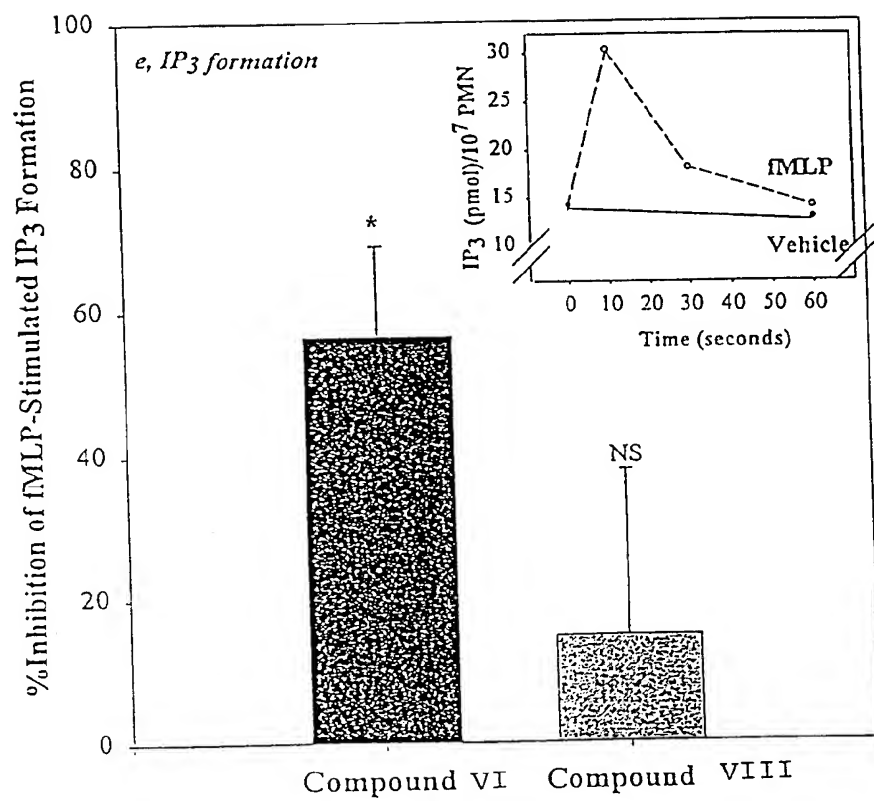 %Inhibition of fMLP-Stimulated IP3 Formation
100
80
60
40
20
0
e, IP3 formation
*
NS
Compound VI
Compound VIII
IP3 (pmol)/10^7 PMN
30
25
20
15
10
fMLP
Vehicle
0 10 20 30 40 50 60
Time (seconds)